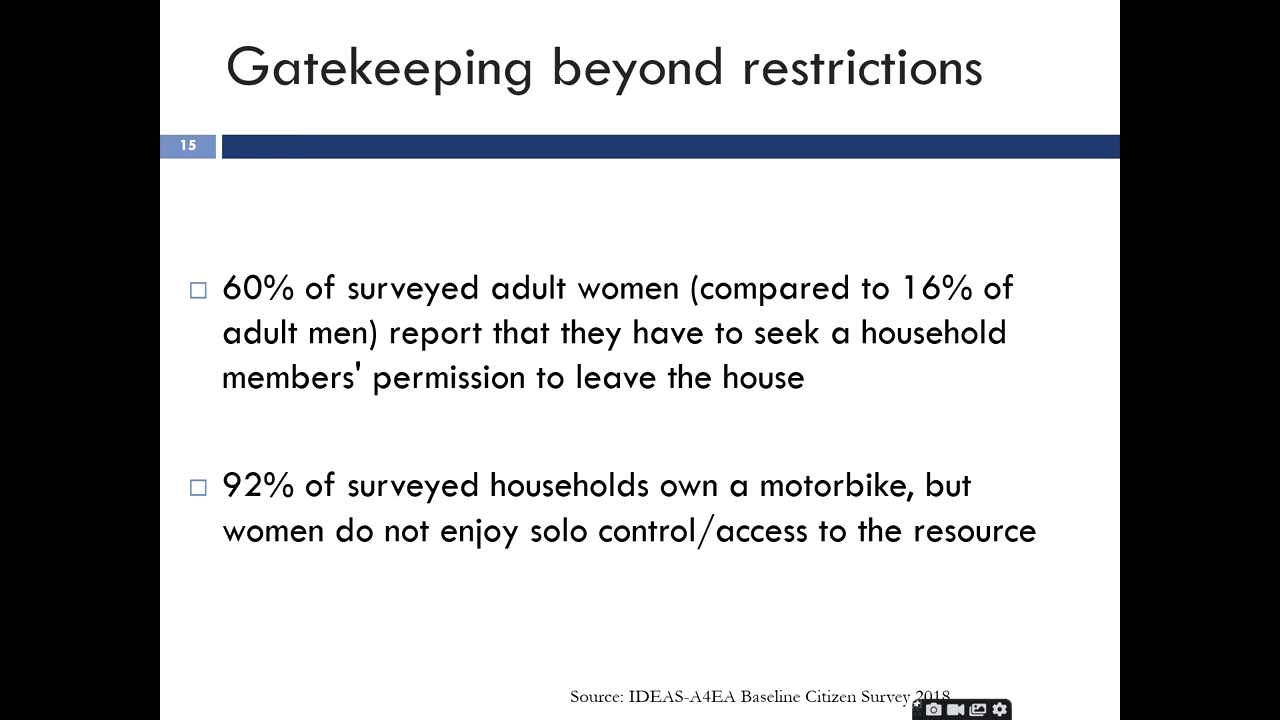 Gatekeeping beyond restrictions
15
60% of surveyed adult women (compared to 16% of
adult men) report that they have to seek a household
members' permission to leave the house
92% of surveyed households own a motorbike, but
women do not enjoy solo control/access to the resource
Source: IDEAS-A4EA Baseline Citizen Survey 2018